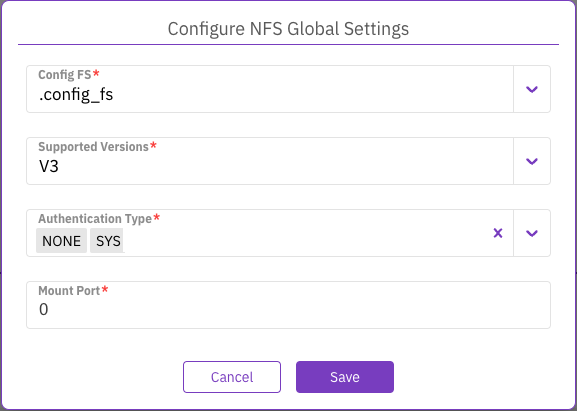 Configure NFS Global Settings
Config FS*
.config_fs
Supported Versions*
V3
Authentication Type*
NONE SYS
Mount Port*
0
Cancel Save